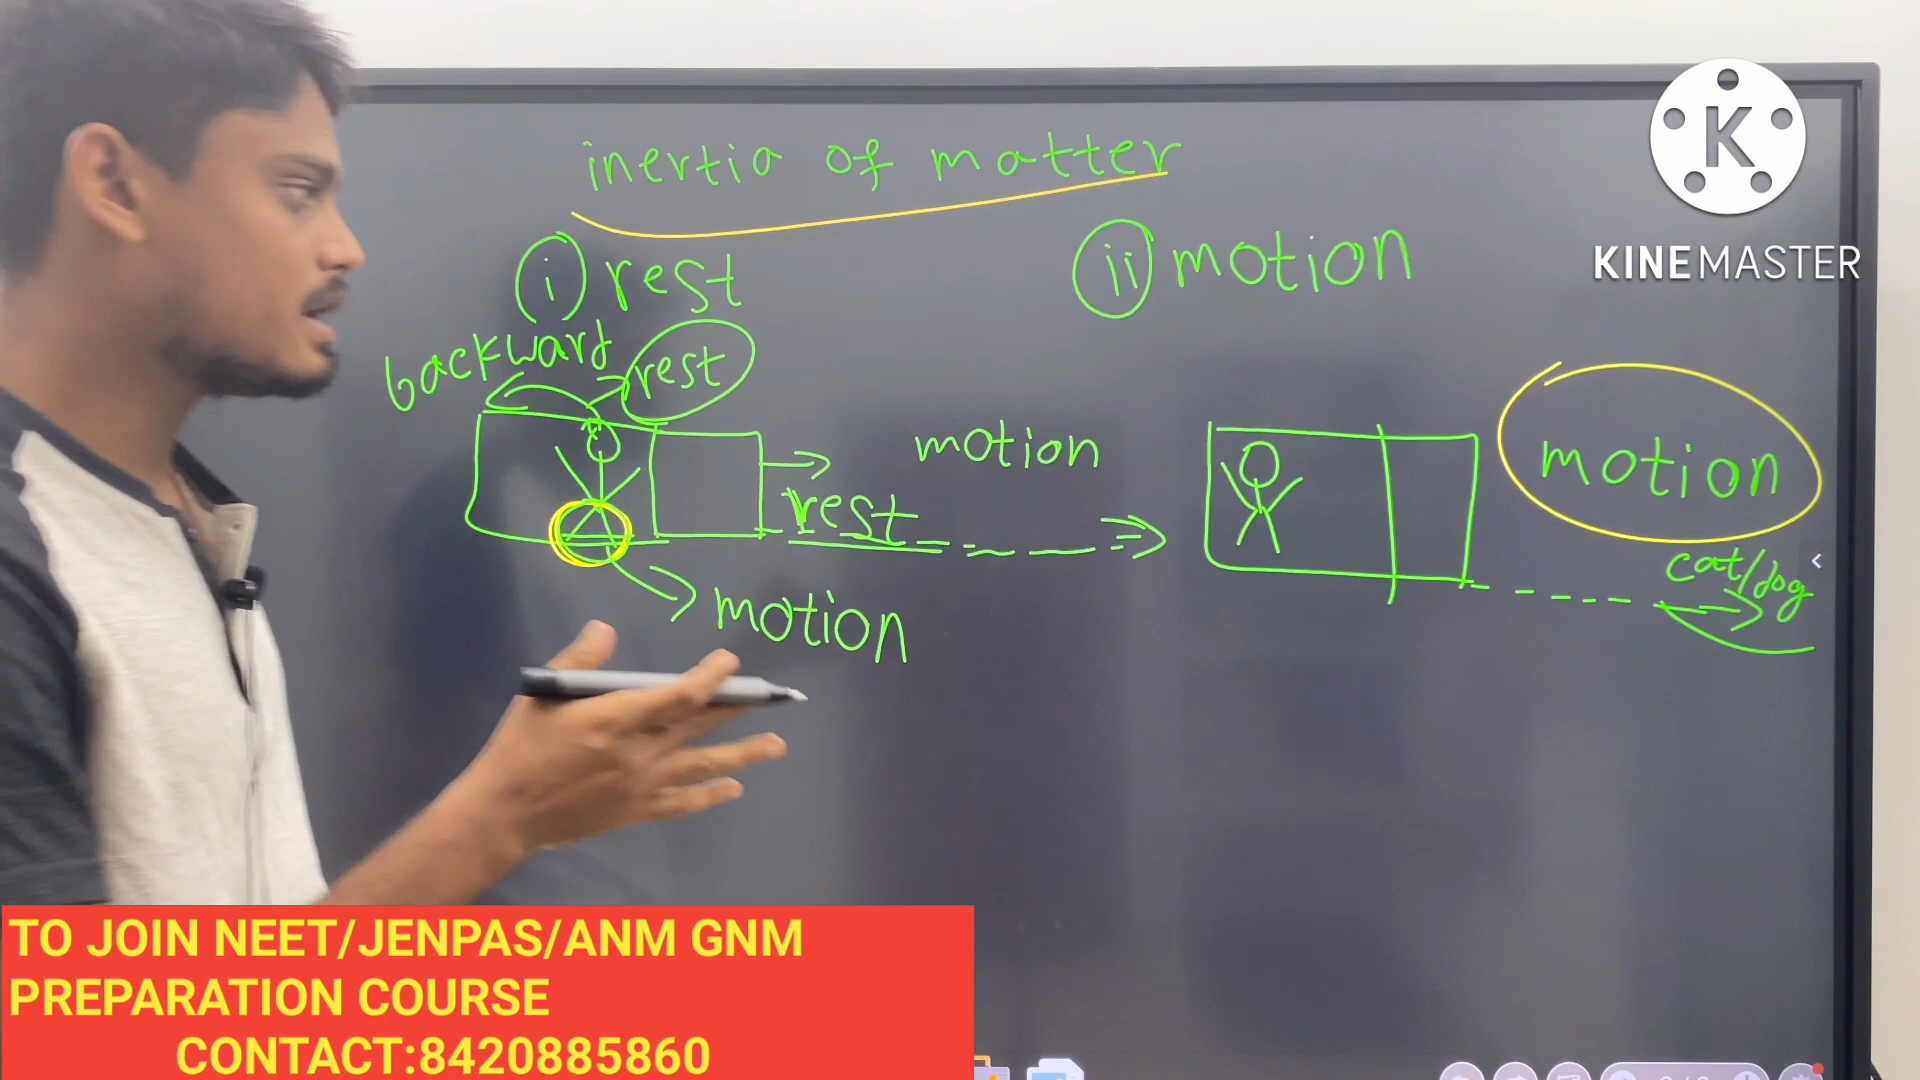 inertia of matter
i rest
ii motion
backward
rest
motion
rest
motion
motion
cat/dog
K
KINEMASTER
TO JOIN NEET/JENPAS/ANM GNM
PREPARATION COURSE
CONTACT:8420885860